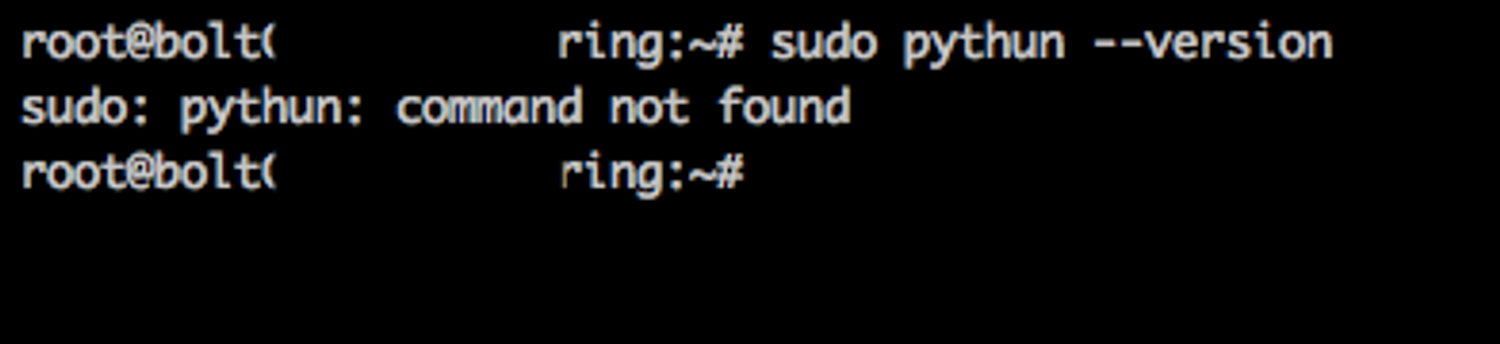 root@bolt( ring:~# sudo pythun --version
sudo: pythun: command not found
root@bolt( ring:~#